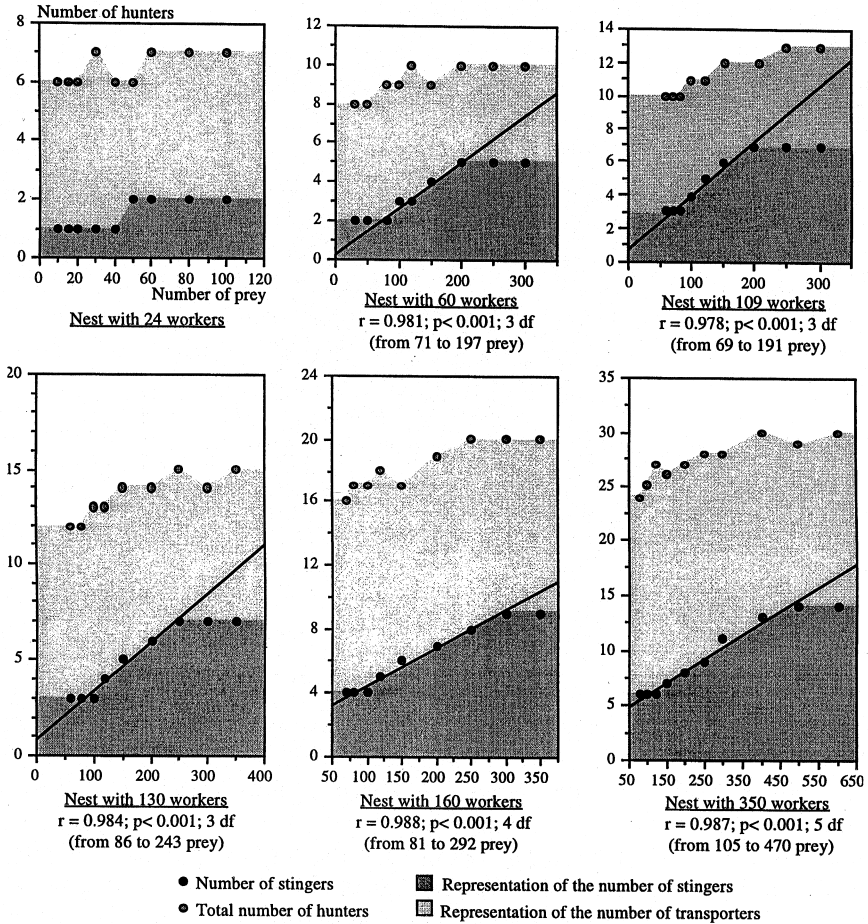 Number of hunters
8
6
4
2
0
0 20 40 60 80 100 120
Number of prey
Nest with 24 workers
12
10
8
6
4
2
0
0 100 200 300
Nest with 60 workers
r = 0.981; p< 0.001; 3 df
(from 71 to 197 prey)
14
12
10
8
6
4
2
0
0 100 200 300
Nest with 109 workers
r = 0.978; p< 0.001; 3 df
(from 69 to 191 prey)
20
15
10
5
0
0 100 200 300 400
Nest with 130 workers
r = 0.984; p< 0.001; 3 df
(from 86 to 243 prey)
24
20
16
12
8
4
0
50 100 150 200 250 300 350
Nest with 160 workers
r = 0.988; p< 0.001; 4 df
(from 81 to 292 prey)
35
30
25
20
15
10
5
0
50 150 250 350 450 550 650
Nest with 350 workers
r = 0.987; p< 0.001; 5 df
(from 105 to 470 prey)
Number of stingers
Representation of the number of stingers
Total number of hunters
Representation of the number of transporters